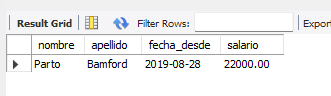 Result Grid Filter Rows: Export
nombre apellido fecha_desde salario
Parto Bamford 2019-08-28 22000.00